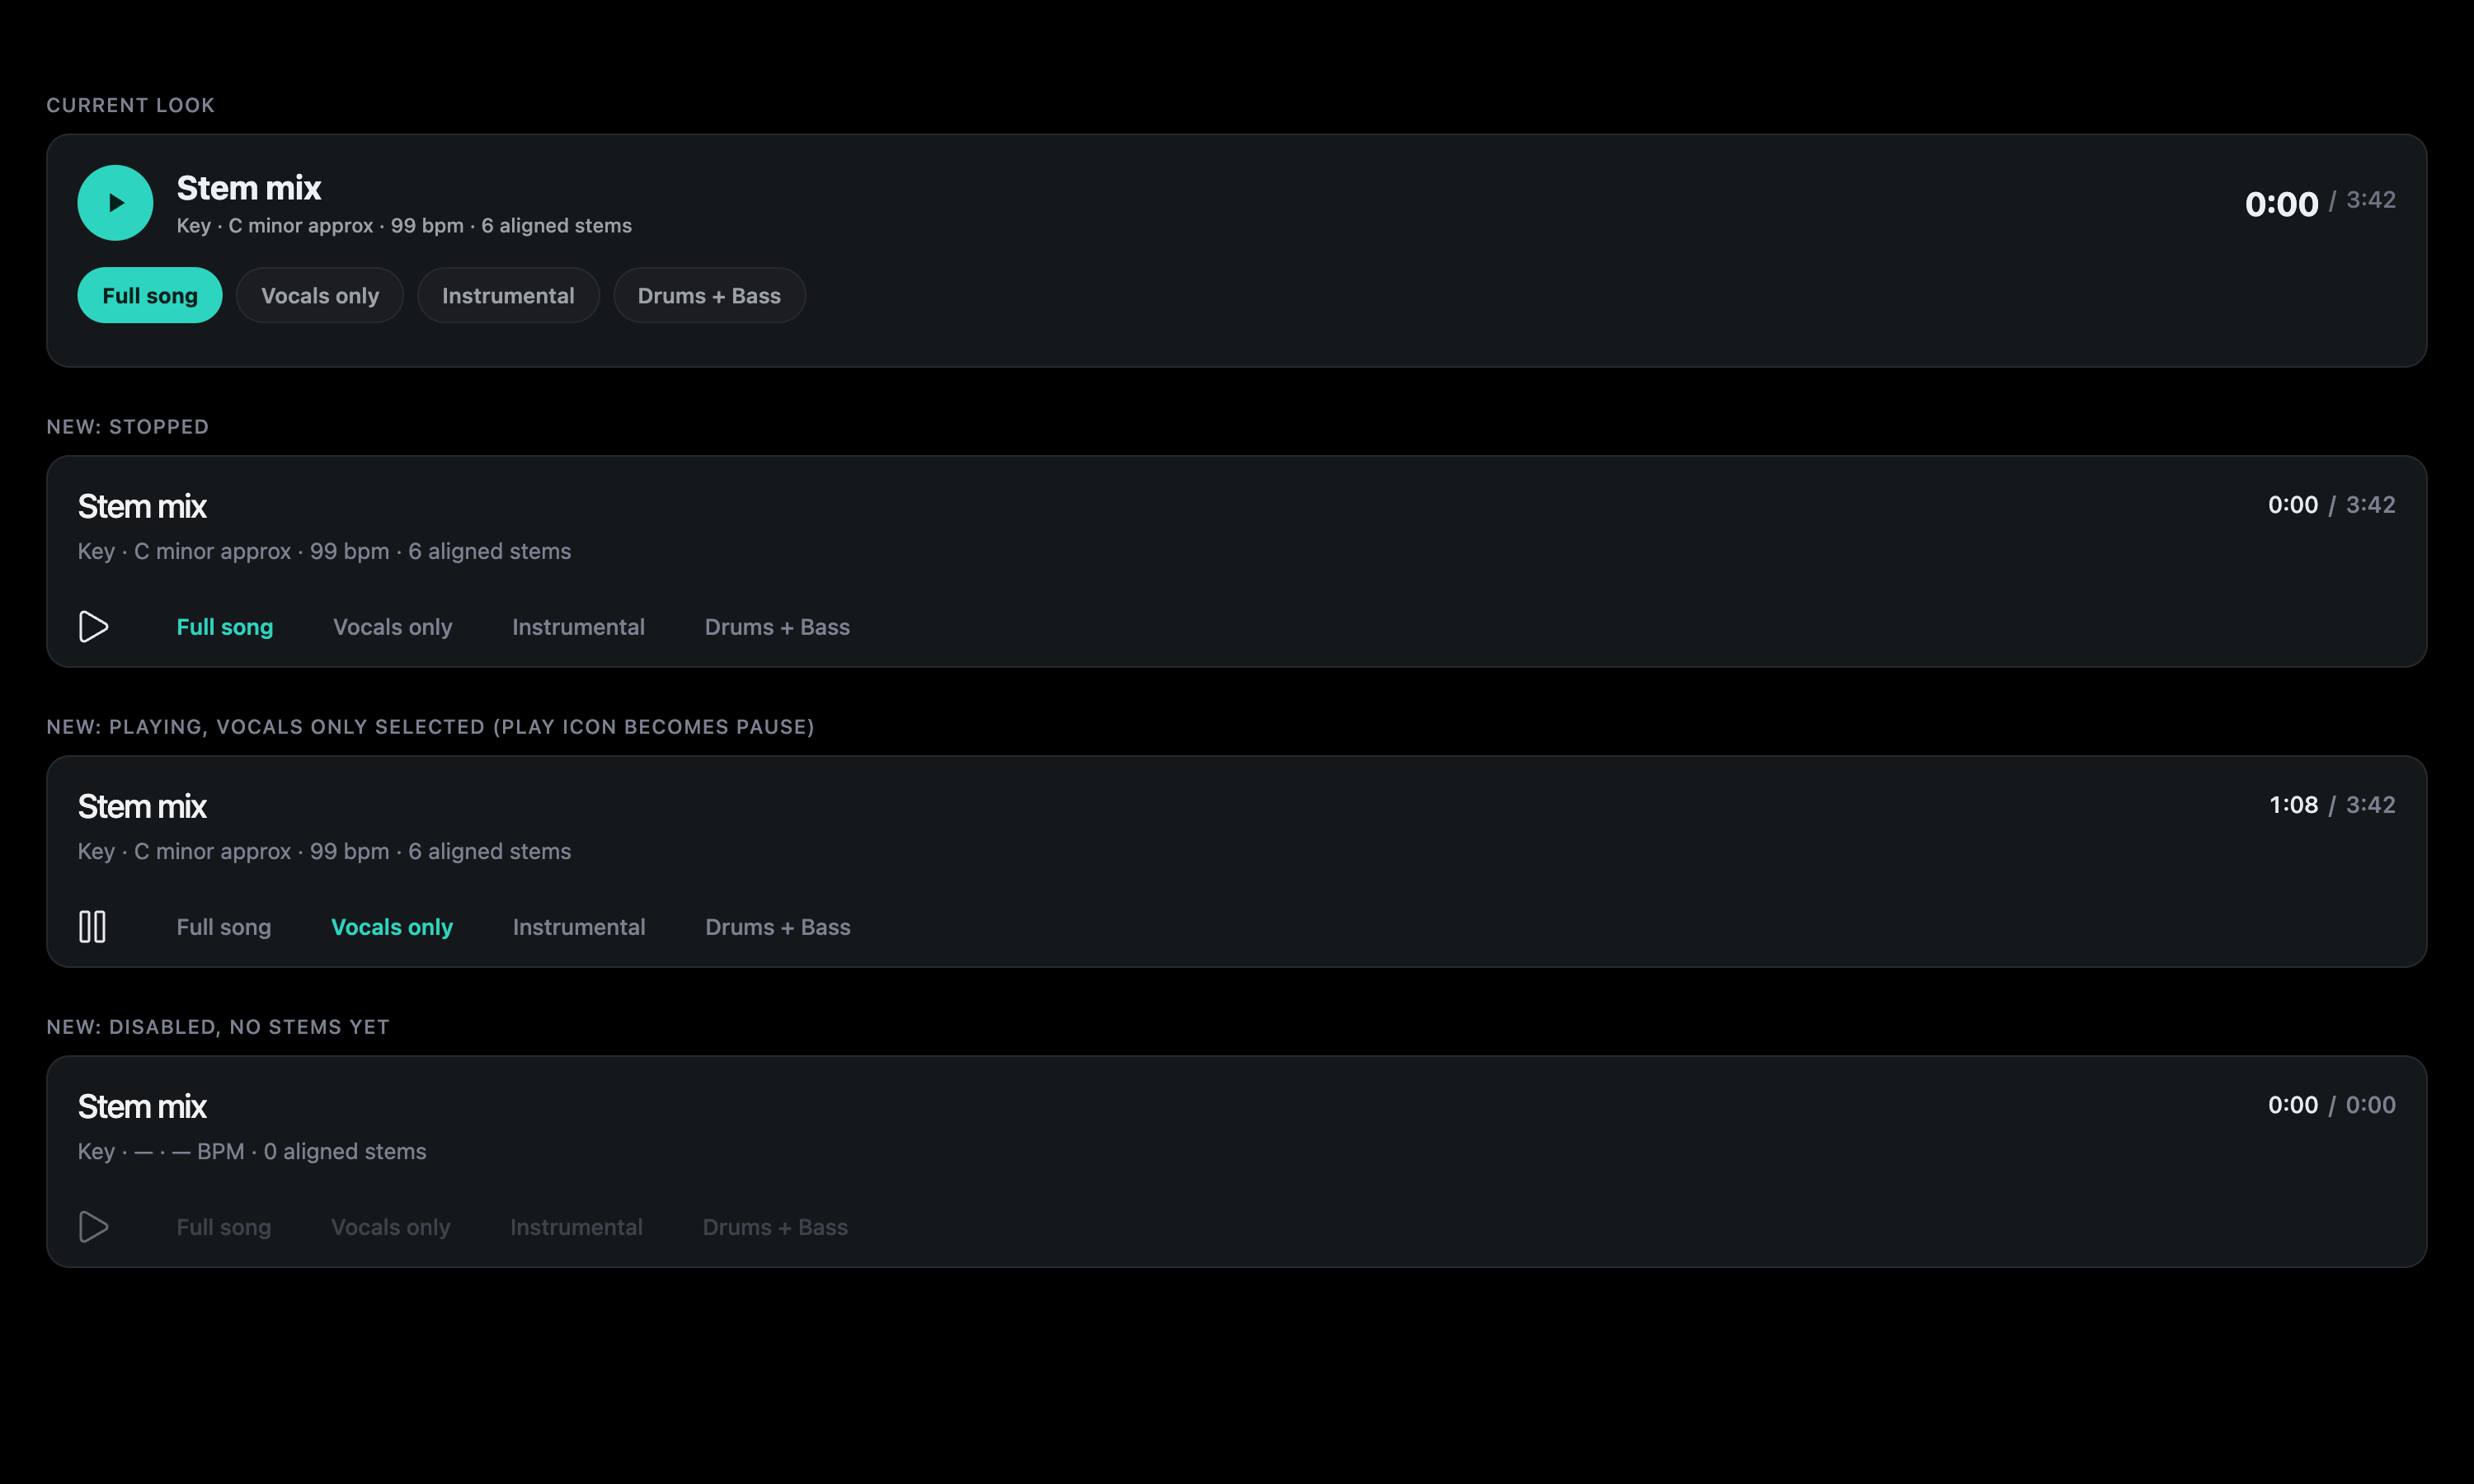 CURRENT LOOK
Stem mix
Key · C minor approx · 99 bpm · 6 aligned stems
0:00 / 3:42
Full song Vocals only Instrumental Drums + Bass
NEW: STOPPED
Stem mix
0:00 / 3:42
Key · C minor approx · 99 bpm · 6 aligned stems
Full song Vocals only Instrumental Drums + Bass
NEW: PLAYING, VOCALS ONLY SELECTED (PLAY ICON BECOMES PAUSE)
Stem mix
1:08 / 3:42
Key · C minor approx · 99 bpm · 6 aligned stems
Full song Vocals only Instrumental Drums + Bass
NEW: DISABLED, NO STEMS YET
Stem mix
0:00 / 0:00
Key · — · — BPM · 0 aligned stems
Full song Vocals only Instrumental Drums + Bass